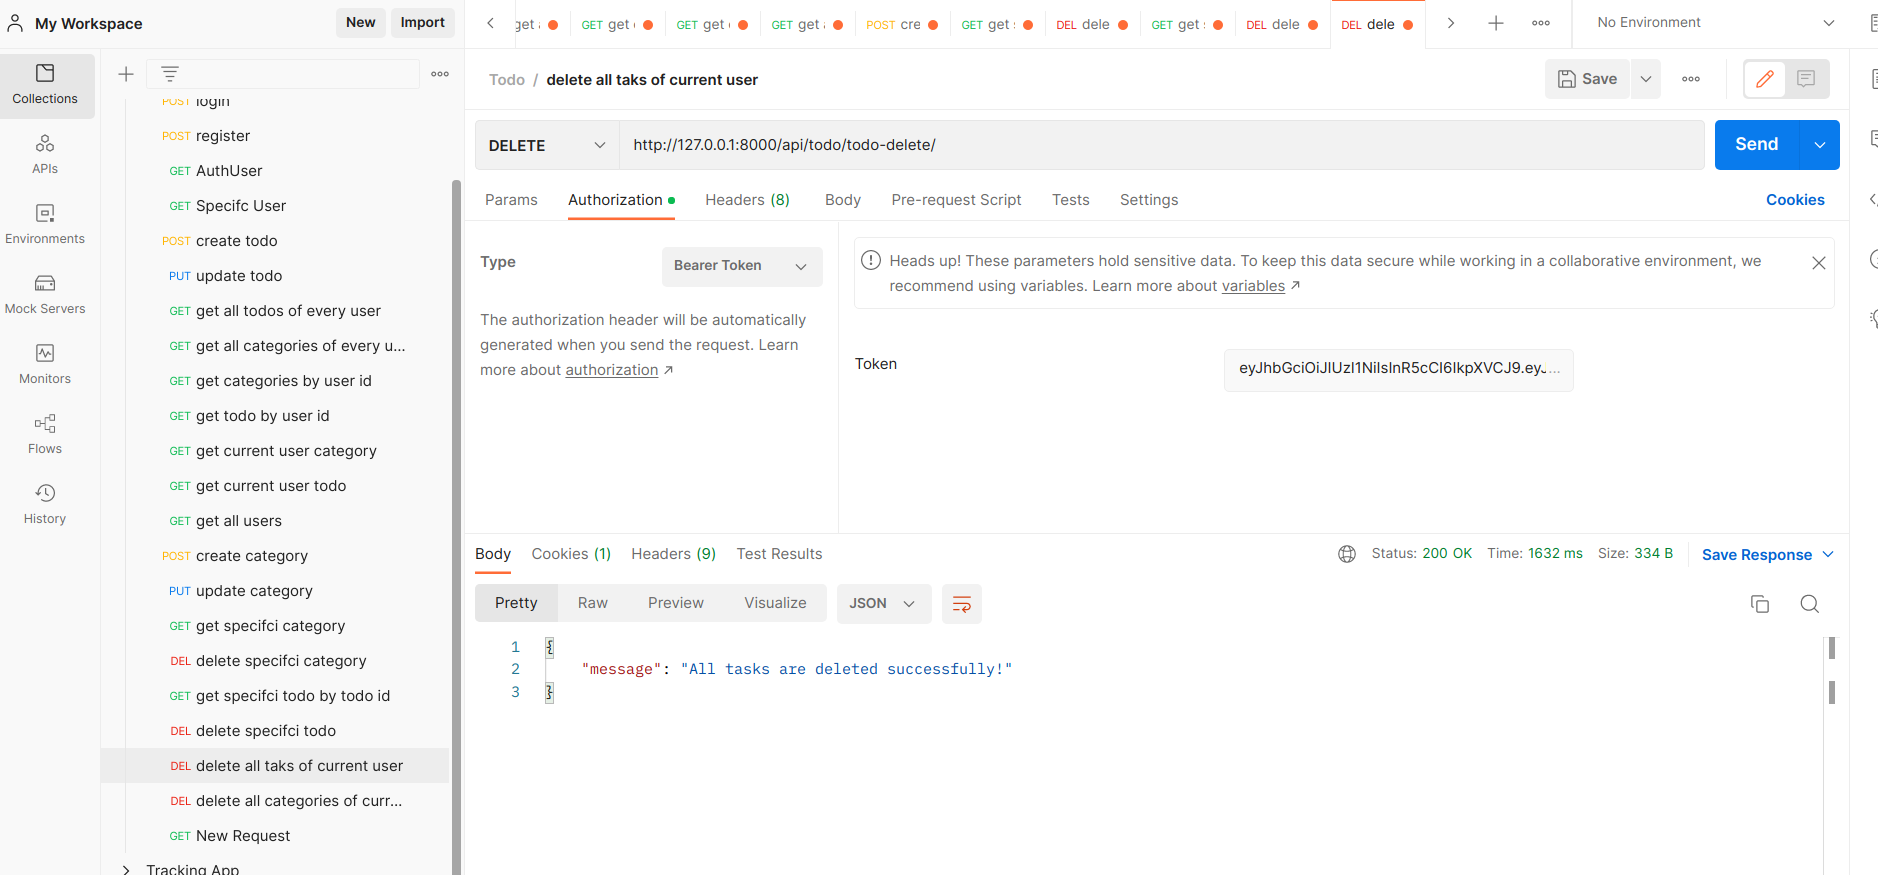 My Workspace
New
Import
Collections
APIs
Environments
Mock Servers
Monitors
Flows
History
POST login
POST register
GET AuthUser
GET Specifc User
POST create todo
PUT update todo
GET get all todos of every user
GET get all categories of every u...
GET get categories by user id
GET get todo by user id
GET get current user category
GET get current user todo
GET get all users
POST create category
PUT update category
GET get specifci category
DEL delete specifci category
GET get specifci todo by todo id
DEL delete specifci todo
DEL delete all taks of current user
DEL delete all categories of curr...
GET New Request
Tracking App
get
GET get
GET get
GET get
POST cre
GET get
DEL dele
GET get
DEL dele
DEL dele
No Environment
Todo / delete all taks of current user
Save
DELETE
http://127.0.0.1:8000/api/todo/todo-delete/
Send
Params
Authorization
Headers (8)
Body
Pre-request Script
Tests
Settings
Cookies
Type
Bearer Token
The authorization header will be automatically
generated when you send the request. Learn
more about authorization ↗
Heads up! These parameters hold sensitive data. To keep this data secure while working in a collaborative environment, we
recommend using variables. Learn more about variables ↗
Token
Body
Cookies (1)
Headers (9)
Test Results
Status: 200 OK
Time: 1632 ms
Size: 334 B
Save Response
Pretty
Raw
Preview
Visualize
JSON
1 {
2 "message": "All tasks are deleted successfully!"
3 }